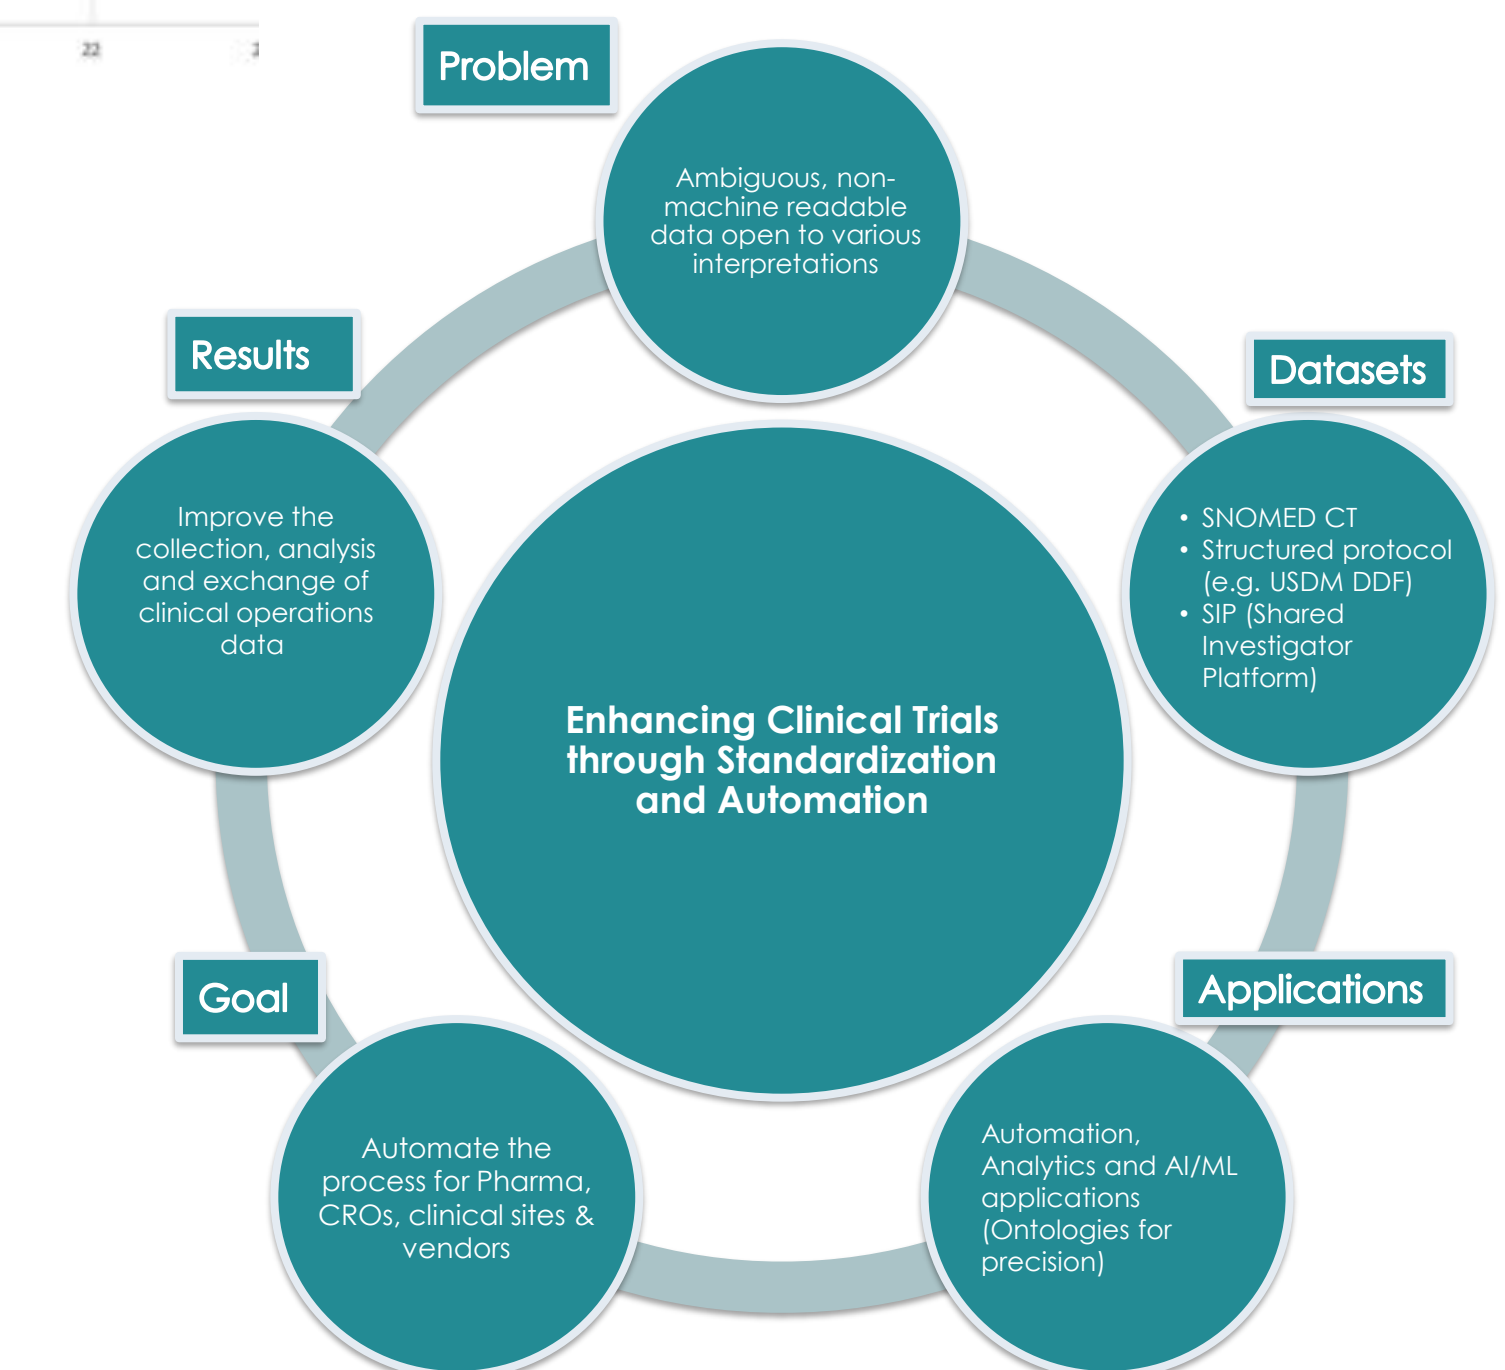 22
Problem
Ambiguous, non-
machine readable
data open to various
interpretations
Datasets
• SNOMED CT
• Structured protocol
(e.g. USDM DDF)
• SIP (Shared
Investigator
Platform)
Applications
Automation,
Analytics and AI/ML
applications
(Ontologies for
precision)
Goal
Automate the
process for Pharma,
CROs, clinical sites &
vendors
Results
Improve the
collection, analysis
and exchange of
clinical operations
data
Enhancing Clinical Trials
through Standardization
and Automation